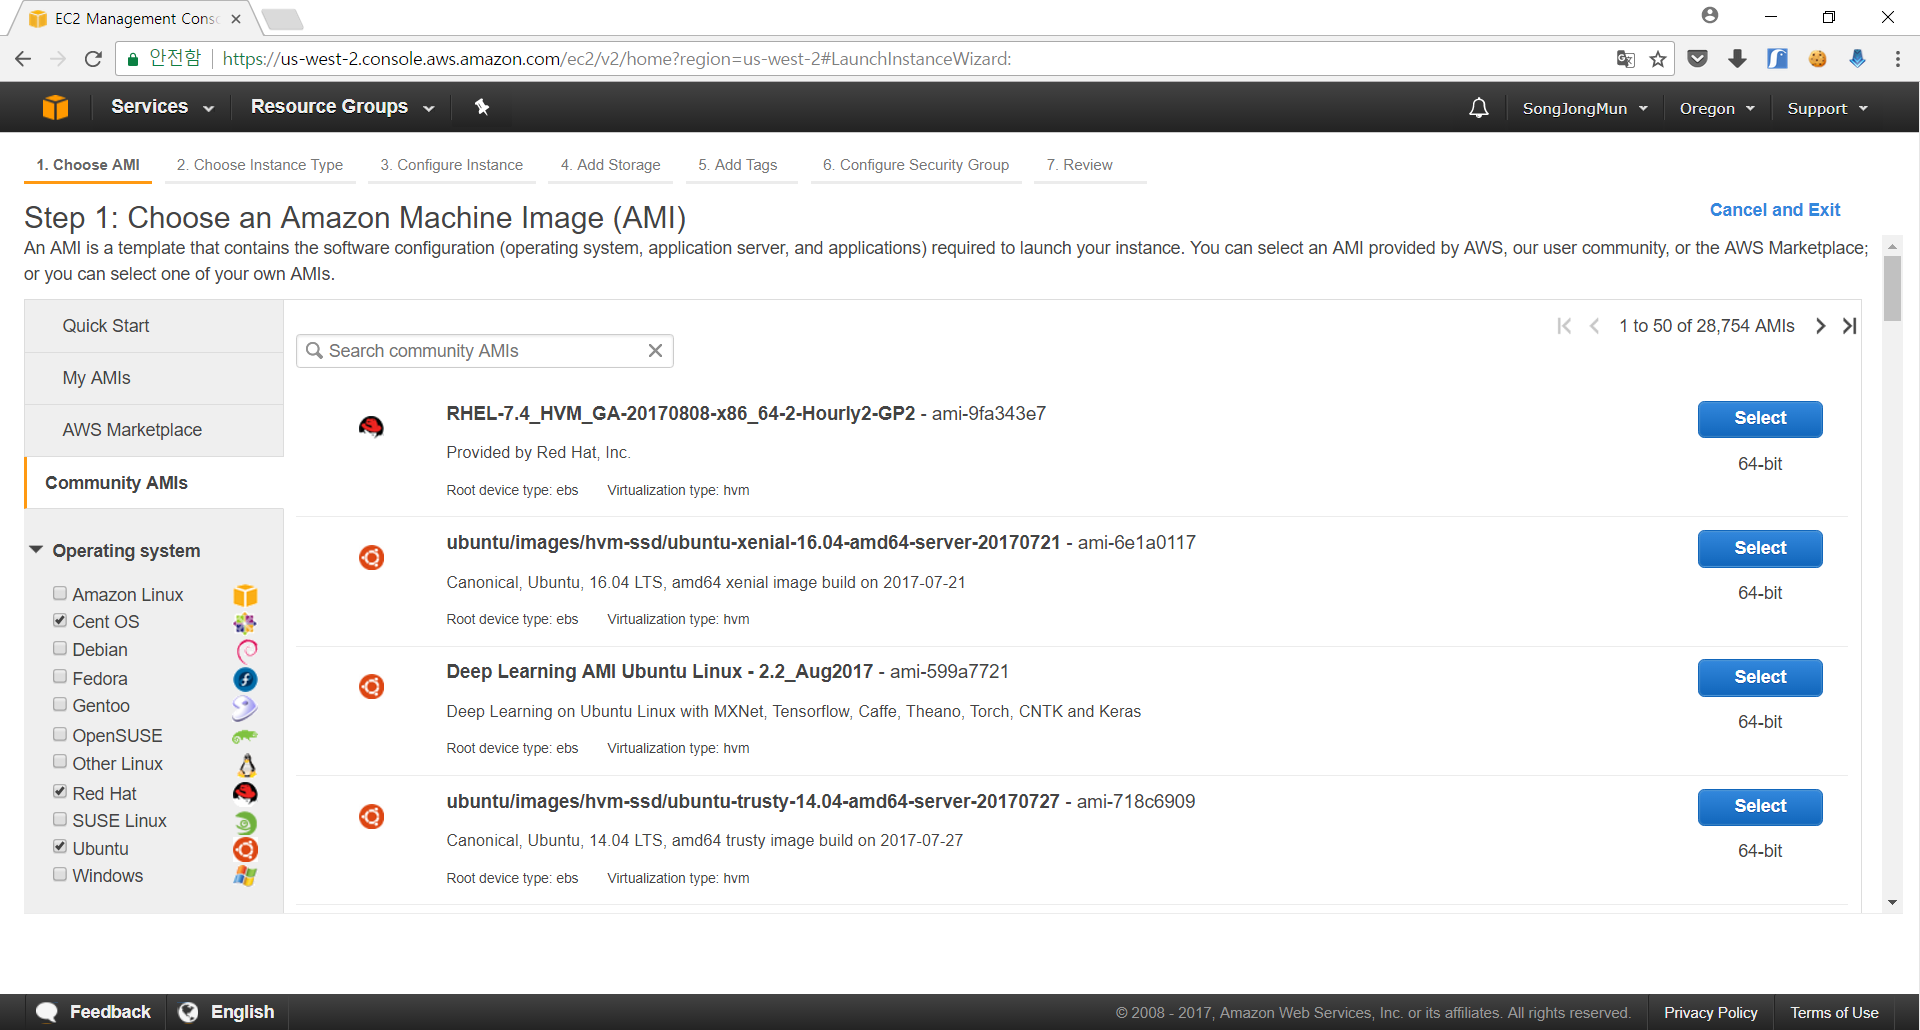 EC2 Management Conso
안전함
https://us-west-2.console.aws.amazon.com/ec2/v2/home?region=us-west-2#LaunchInstanceWizard:
Services
Resource Groups
SongJongMun
Oregon
Support
1. Choose AMI
2. Choose Instance Type
3. Configure Instance
4. Add Storage
5. Add Tags
6. Configure Security Group
7. Review
Step 1: Choose an Amazon Machine Image (AMI)
Cancel and Exit
An AMI is a template that contains the software configuration (operating system, application server, and applications) required to launch your instance. You can select an AMI provided by AWS, our user community, or the AWS Marketplace;
or you can select one of your own AMIs.
Quick Start
My AMIs
AWS Marketplace
Community AMIs
Operating system
Amazon Linux
Cent OS
Debian
Fedora
Gentoo
OpenSUSE
Other Linux
Red Hat
SUSE Linux
Ubuntu
Windows
Search community AMIs
1 to 50 of 28,754 AMIs
RHEL-7.4_HVM_GA-20170808-x86_64-2-Hourly2-GP2 - ami-9fa343e7
Provided by Red Hat, Inc.
Root device type: ebs Virtualization type: hvm
Select
64-bit
ubuntu/images/hvm-ssd/ubuntu-xenial-16.04-amd64-server-20170721 - ami-6e1a0117
Canonical, Ubuntu, 16.04 LTS, amd64 xenial image build on 2017-07-21
Root device type: ebs Virtualization type: hvm
Select
64-bit
Deep Learning AMI Ubuntu Linux - 2.2_Aug2017 - ami-599a7721
Deep Learning on Ubuntu Linux with MXNet, Tensorflow, Caffe, Theano, Torch, CNTK and Keras
Root device type: ebs Virtualization type: hvm
Select
64-bit
ubuntu/images/hvm-ssd/ubuntu-trusty-14.04-amd64-server-20170727 - ami-718c6909
Canonical, Ubuntu, 14.04 LTS, amd64 trusty image build on 2017-07-27
Root device type: ebs Virtualization type: hvm
Select
64-bit
Feedback
English
© 2008 - 2017, Amazon Web Services, Inc. or its affiliates. All rights reserved.
Privacy Policy
Terms of Use